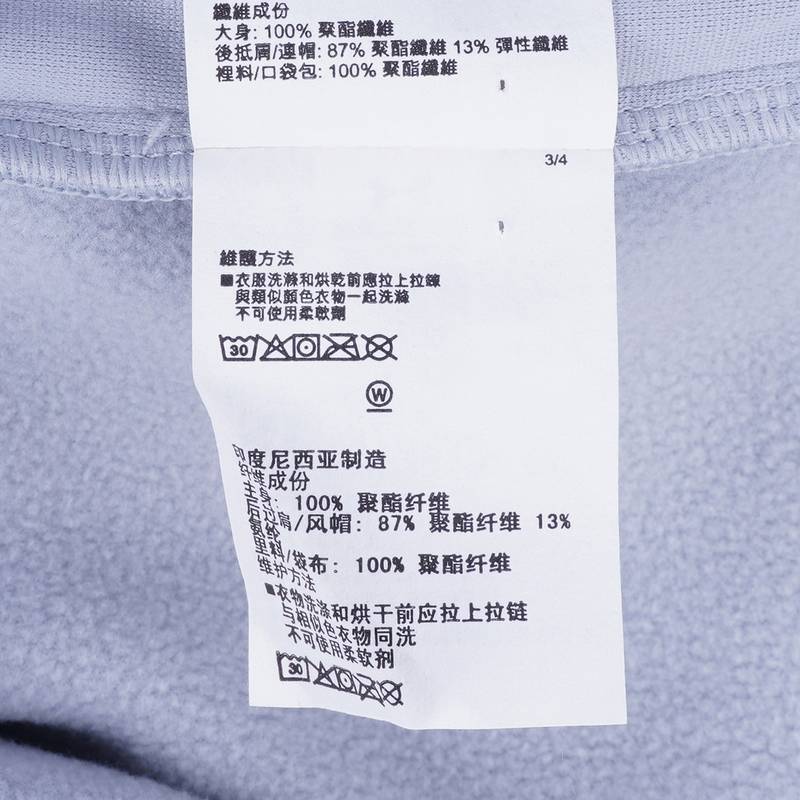 纖維成份
大身: 100% 聚酯纖維
後抵肩/連帽: 87% 聚酯纖維 13% 彈性纖維
裡料/口袋包: 100% 聚酯纖維
3/4
維護方法
■衣服洗滌和烘乾前應拉上拉鍊
與類似顏色衣物一起洗滌
不可使用柔軟劑
30
W
印度尼西亚制造
纤维成份
主身: 100% 聚酯纤维
后过肩/风帽: 87% 聚酯纤维 13%
氨纶
里料/袋布: 100% 聚酯纤维
维护方法
■衣物洗涤和烘干前应拉上拉链
与相似色衣物同洗
不可使用柔软剂
30